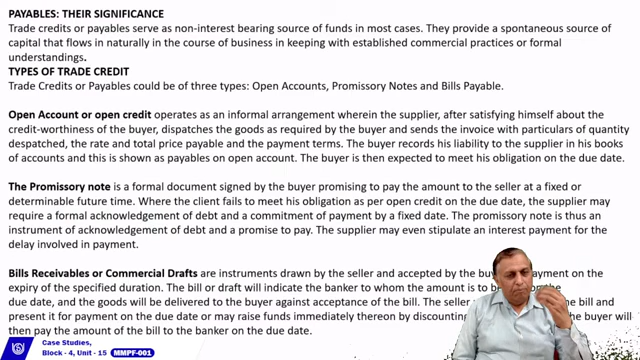 PAYABLES: THEIR SIGNIFICANCE
Trade credits or payables serve as non-interest bearing source of funds in most cases. They provide a spontaneous source of
capital that flows in naturally in the course of business in keeping with established commercial practices or formal
understandings.
TYPES OF TRADE CREDIT
Trade Credits or Payables could be of three types: Open Accounts, Promissory Notes and Bills Payable.
Open Account or open credit operates as an informal arrangement wherein the supplier, after satisfying himself about the
credit-worthiness of the buyer, dispatches the goods as required by the buyer and sends the invoice with particulars of quantity
despatched, the rate and total price payable and the payment terms. The buyer records his liability to the supplier in his books
of accounts and this is shown as payables on open account. The buyer is then expected to meet his obligation on the due date.
The Promissory note is a formal document signed by the buyer promising to pay the amount to the seller at a fixed or
determinable future time. Where the client fails to meet his obligation as per open credit on the due date, the supplier may
require a formal acknowledgement of debt and a commitment of payment by a fixed date. The promissory note is thus an
instrument of acknowledgement of debt and a promise to pay. The supplier may even stipulate an interest payment for the
delay involved in payment.
Bills Receivables or Commercial Drafts are instruments drawn by the seller and accepted by the payment on the
expiry of the specified duration. The bill or draft will indicate the banker to whom the amount is to be the
due date, and the goods will be delivered to the buyer against acceptance of the bill. The seller the bill and
present it for payment on the due date or may raise funds immediately thereon by discounting the buyer will
then pay the amount of the bill to the banker on the due date.
Case Studies,
Block - 4, Unit - 15 MMPF-001